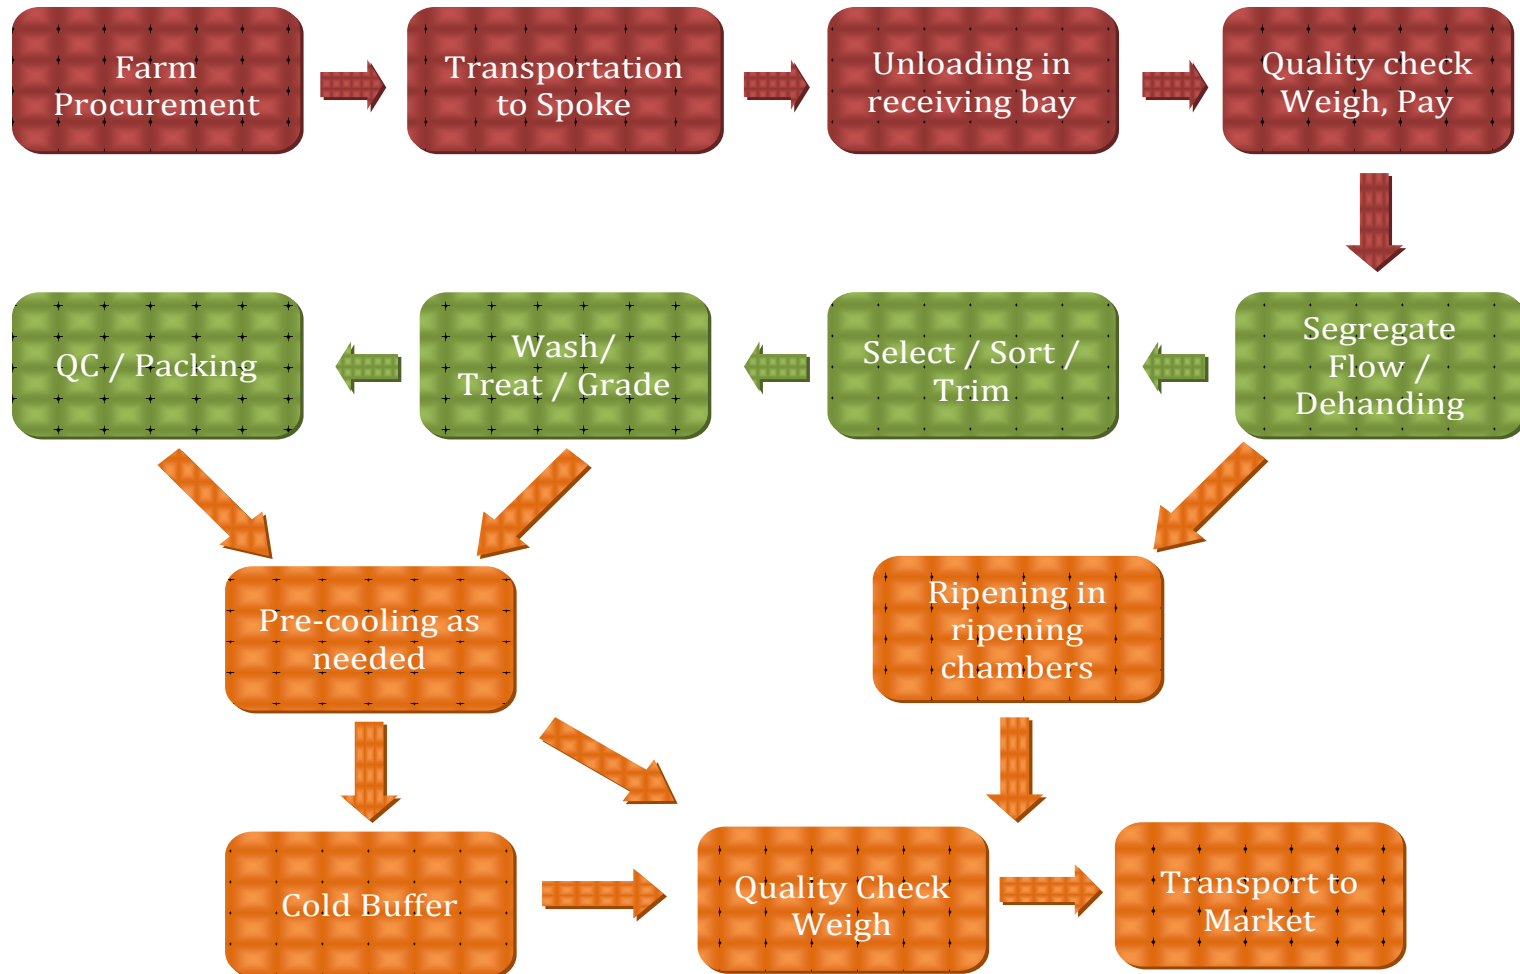 Farm
Procurement
Transportation
to Spoke
Unloading in
receiving bay
Quality check
Weigh, Pay
QC / Packing
Wash/
Treat / Grade
Select / Sort /
Trim
Segregate
Flow /
Dehanding
Pre-cooling as
needed
Ripening in
ripening
chambers
Cold Buffer
Quality Check
Weigh
Transport to
Market